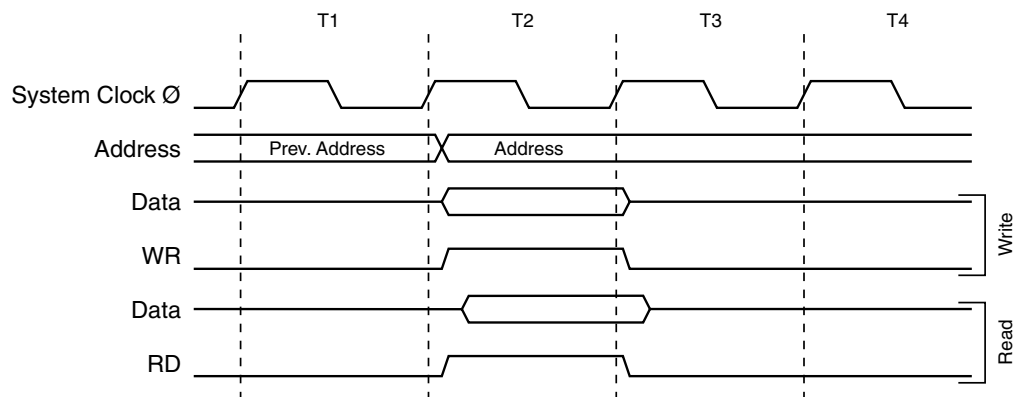 T1 T2 T3 T4
System Clock Ø
Address Prev. Address Address
Data
WR
Write
Data
RD
Read